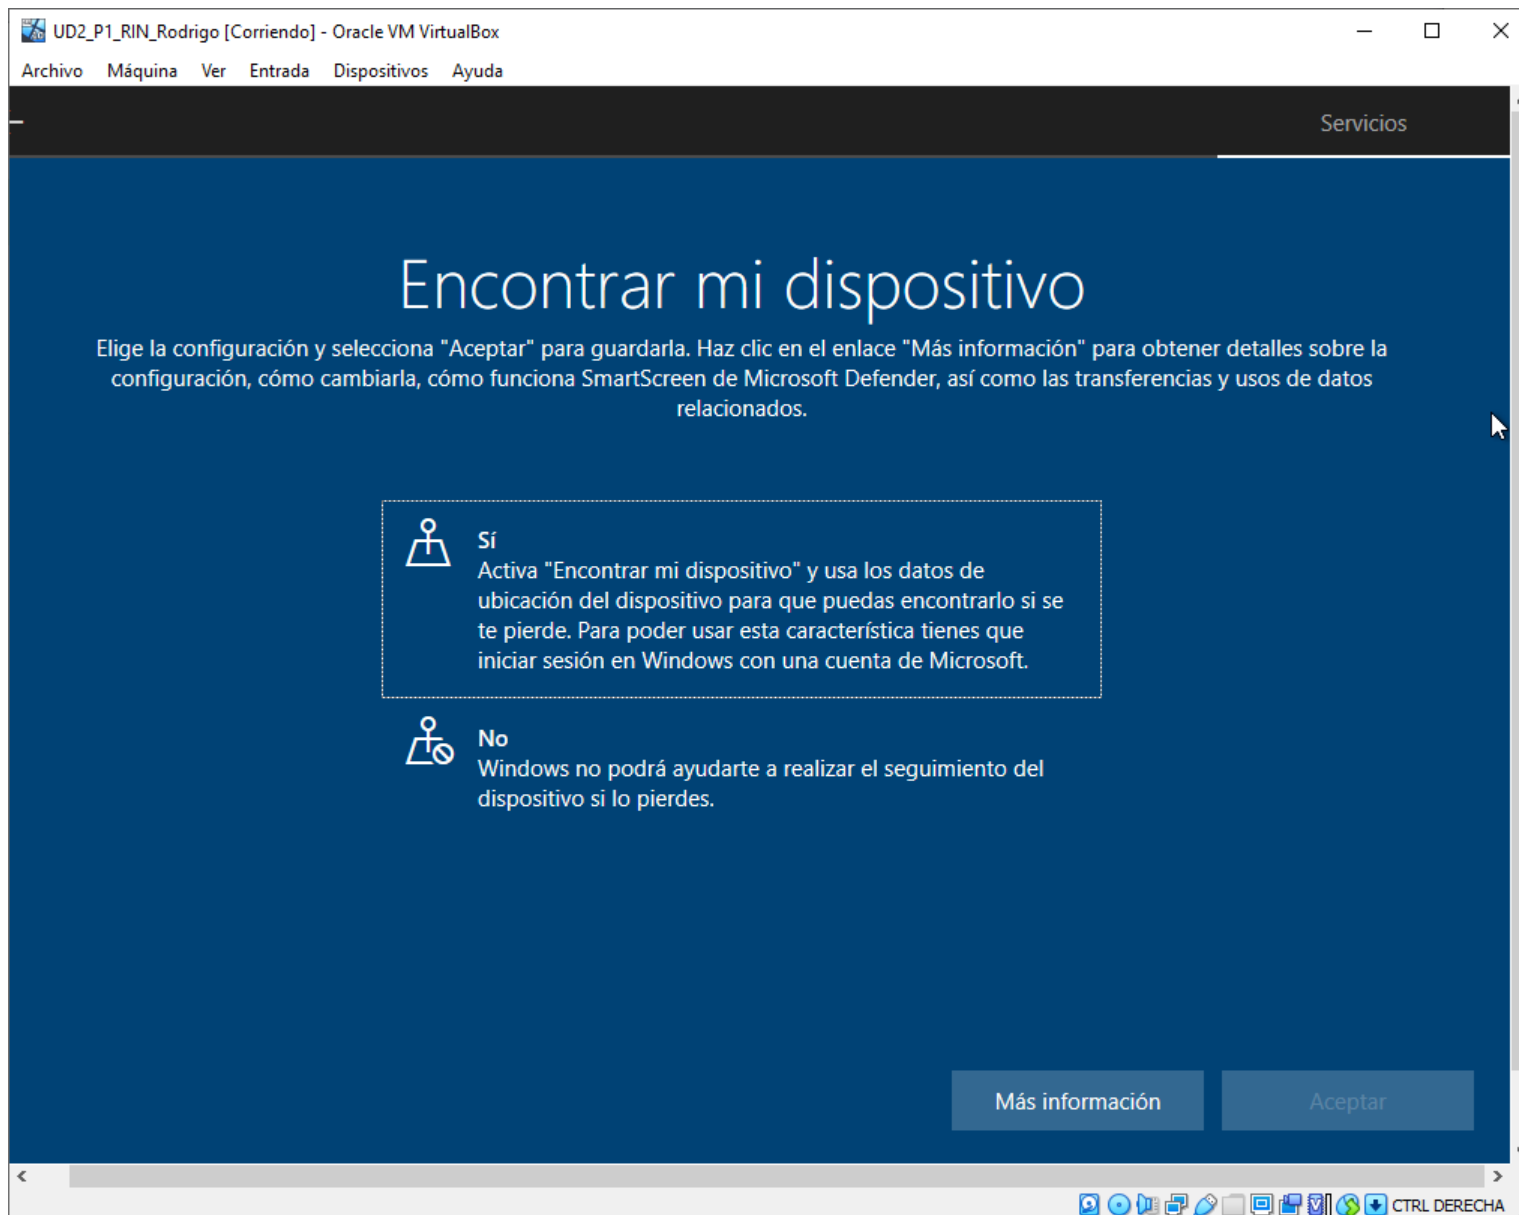 UD2_P1_RIN_Rodrigo [Corriendo] - Oracle VM VirtualBox
Archivo Máquina Ver Entrada Dispositivos Ayuda
Servicios
Encontrar mi dispositivo
Elige la configuración y selecciona "Aceptar" para guardarla. Haz clic en el enlace "Más información" para obtener detalles sobre la
configuración, cómo cambiarla, cómo funciona SmartScreen de Microsoft Defender, así como las transferencias y usos de datos
relacionados.
Sí
Activa "Encontrar mi dispositivo" y usa los datos de
ubicación del dispositivo para que puedas encontrarlo si se
te pierde. Para poder usar esta característica tienes que
iniciar sesión en Windows con una cuenta de Microsoft.
No
Windows no podrá ayudarte a realizar el seguimiento del
dispositivo si lo pierdes.
Más información Aceptar
CTRL DERECHA